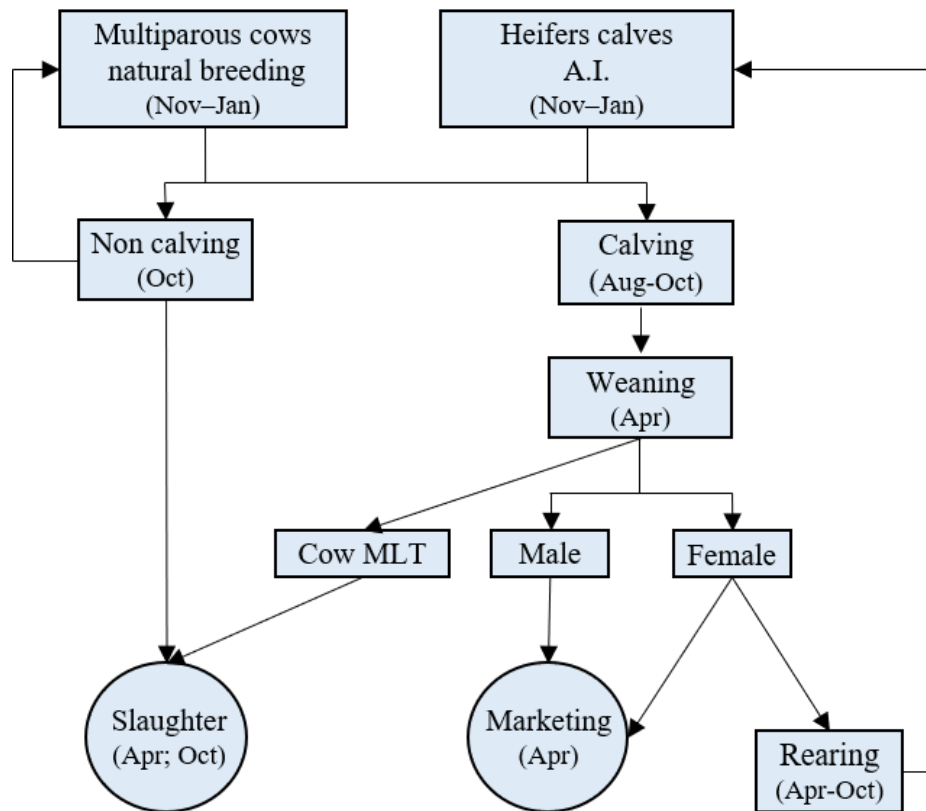 Multiparous cows
natural breeding
(Nov–Jan)
Heifers calves
A.I.
(Nov–Jan)
Non calving
(Oct)
Calving
(Aug-Oct)
Weaning
(Apr)
Cow MLT
Male
Female
Slaughter
(Apr; Oct)
Marketing
(Apr)
Rearing
(Apr-Oct)